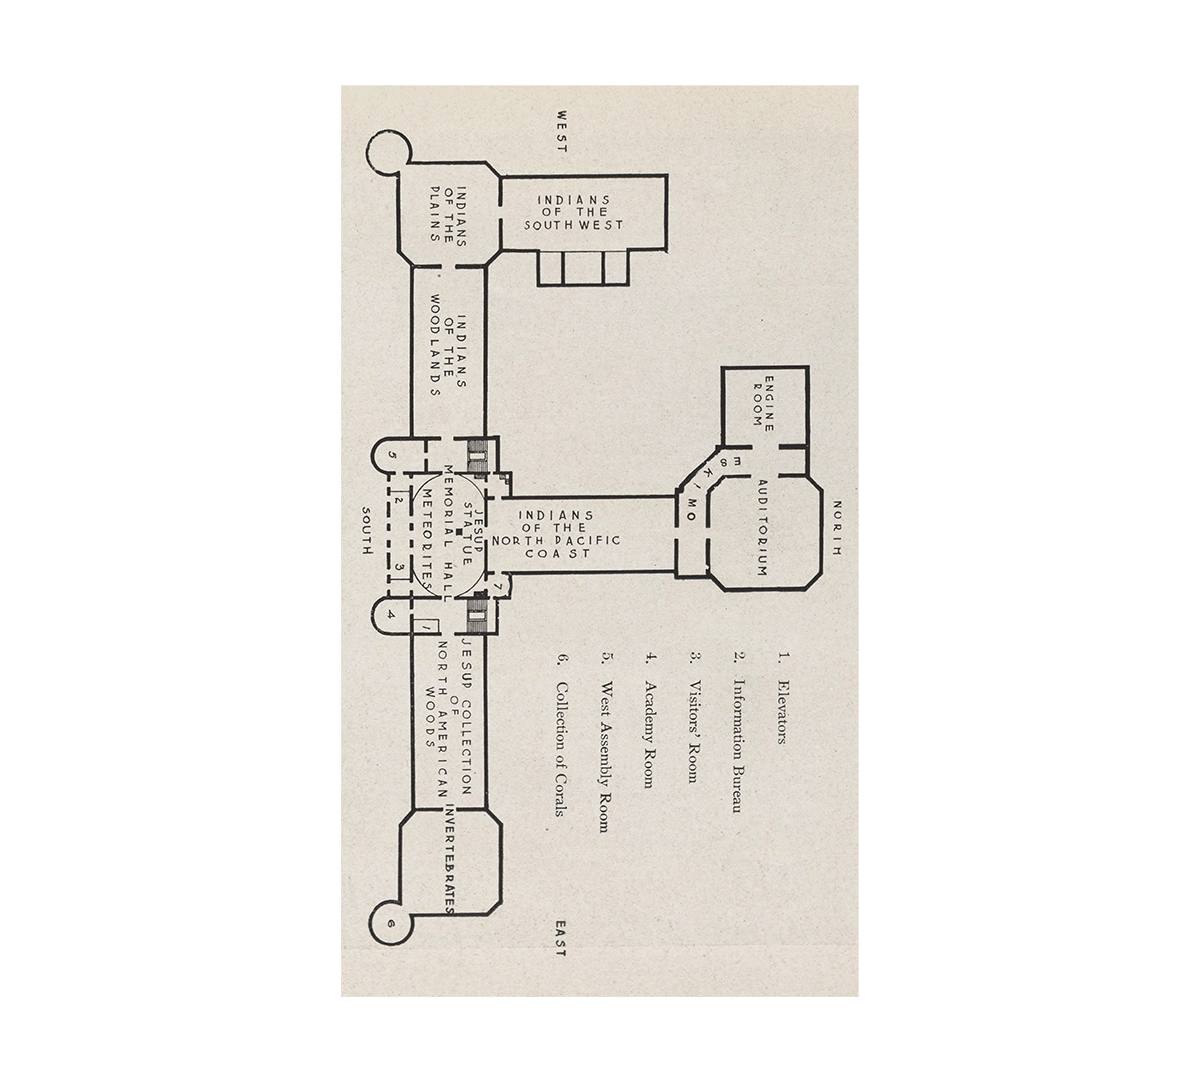 WEST
INDIANS
OF THE
PLAINS
INDIANS
OF THE
SOUTHWEST
INDIANS
OF THE
WOODLANDS
ENGINE
ROOM
ESKIMO
AUDITORIUM
NORTH
INDIANS
OF THE
NORTH PACIFIC
COAST
JESUP
STATUE
MEMORIAL HALL
METEORITES
SOUTH
5
2
3
4
1
7
JESUP COLLECTION
OF
NORTH AMERICAN
WOODS
INVERTEBRATES
6
EAST
1. Elevators
2. Information Bureau
3. Visitors' Room
4. Academy Room
5. West Assembly Room
6. Collection of Corals